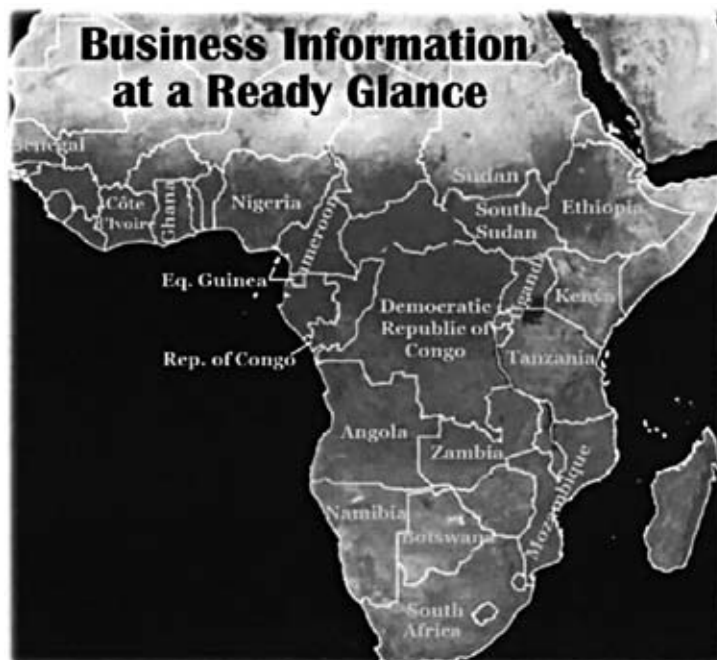 Business Information
at a Ready Glance
Senegal
Sudan
Côte
d'Ivoire
Ghana
Nigeria
Cameroon
South
Sudan
Ethiopia
Eq. Guinea
Uganda
Kenya
Democratic
Republic of
Congo
Rep. of Congo
Tanzania
Angola
Zambia
Mozambique
Namibia
Botswana
South
Africa